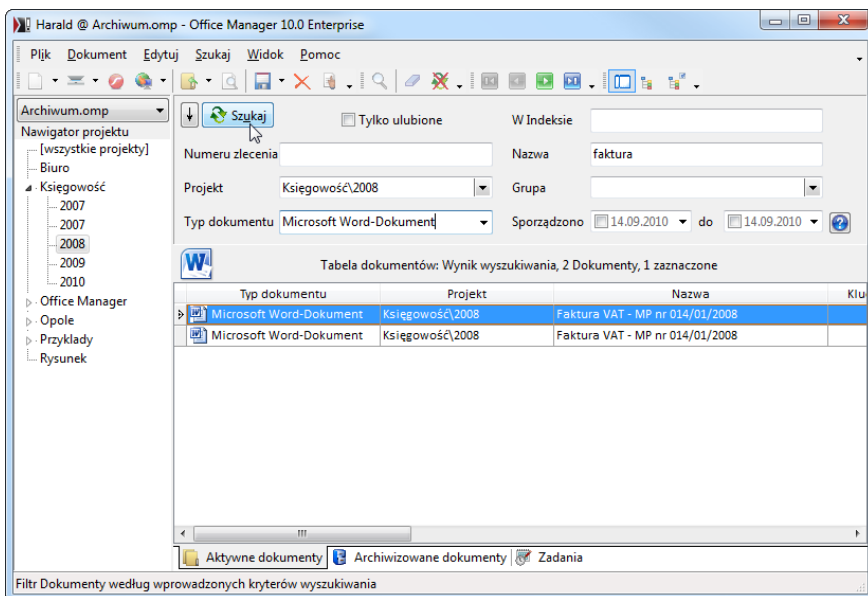 Harald @ Archiwum.omp - Office Manager 10.0 Enterprise
Plik Dokument Edytuj Szukaj Widok Pomoc
Archiwum.omp
Nawigator projektu
[wszystkie projekty]
Biuro
Księgowość
2007
2007
2008
2009
2010
Office Manager
Opole
Przykłady
Rysunek
Szukaj Tylko ulubione W Indeksie
Numeru zlecenia Nazwa faktura
Projekt Księgowość\2008 Grupa
Typ dokumentu Microsoft Word-Dokument Sporządzono 14.09.2010 do 14.09.2010
Tabela dokumentów: Wynik wyszukiwania, 2 Dokumenty, 1 zaznaczone
Typ dokumentu Projekt Nazwa Klu
Microsoft Word-Dokument Księgowość\2008 Faktura VAT - MP nr 014/01/2008
Microsoft Word-Dokument Księgowość\2008 Faktura VAT - MP nr 014/01/2008
Aktywne dokumenty Archiwizowane dokumenty Zadania
Filtr Dokumenty według wprowadzonych kryterów wyszukiwania